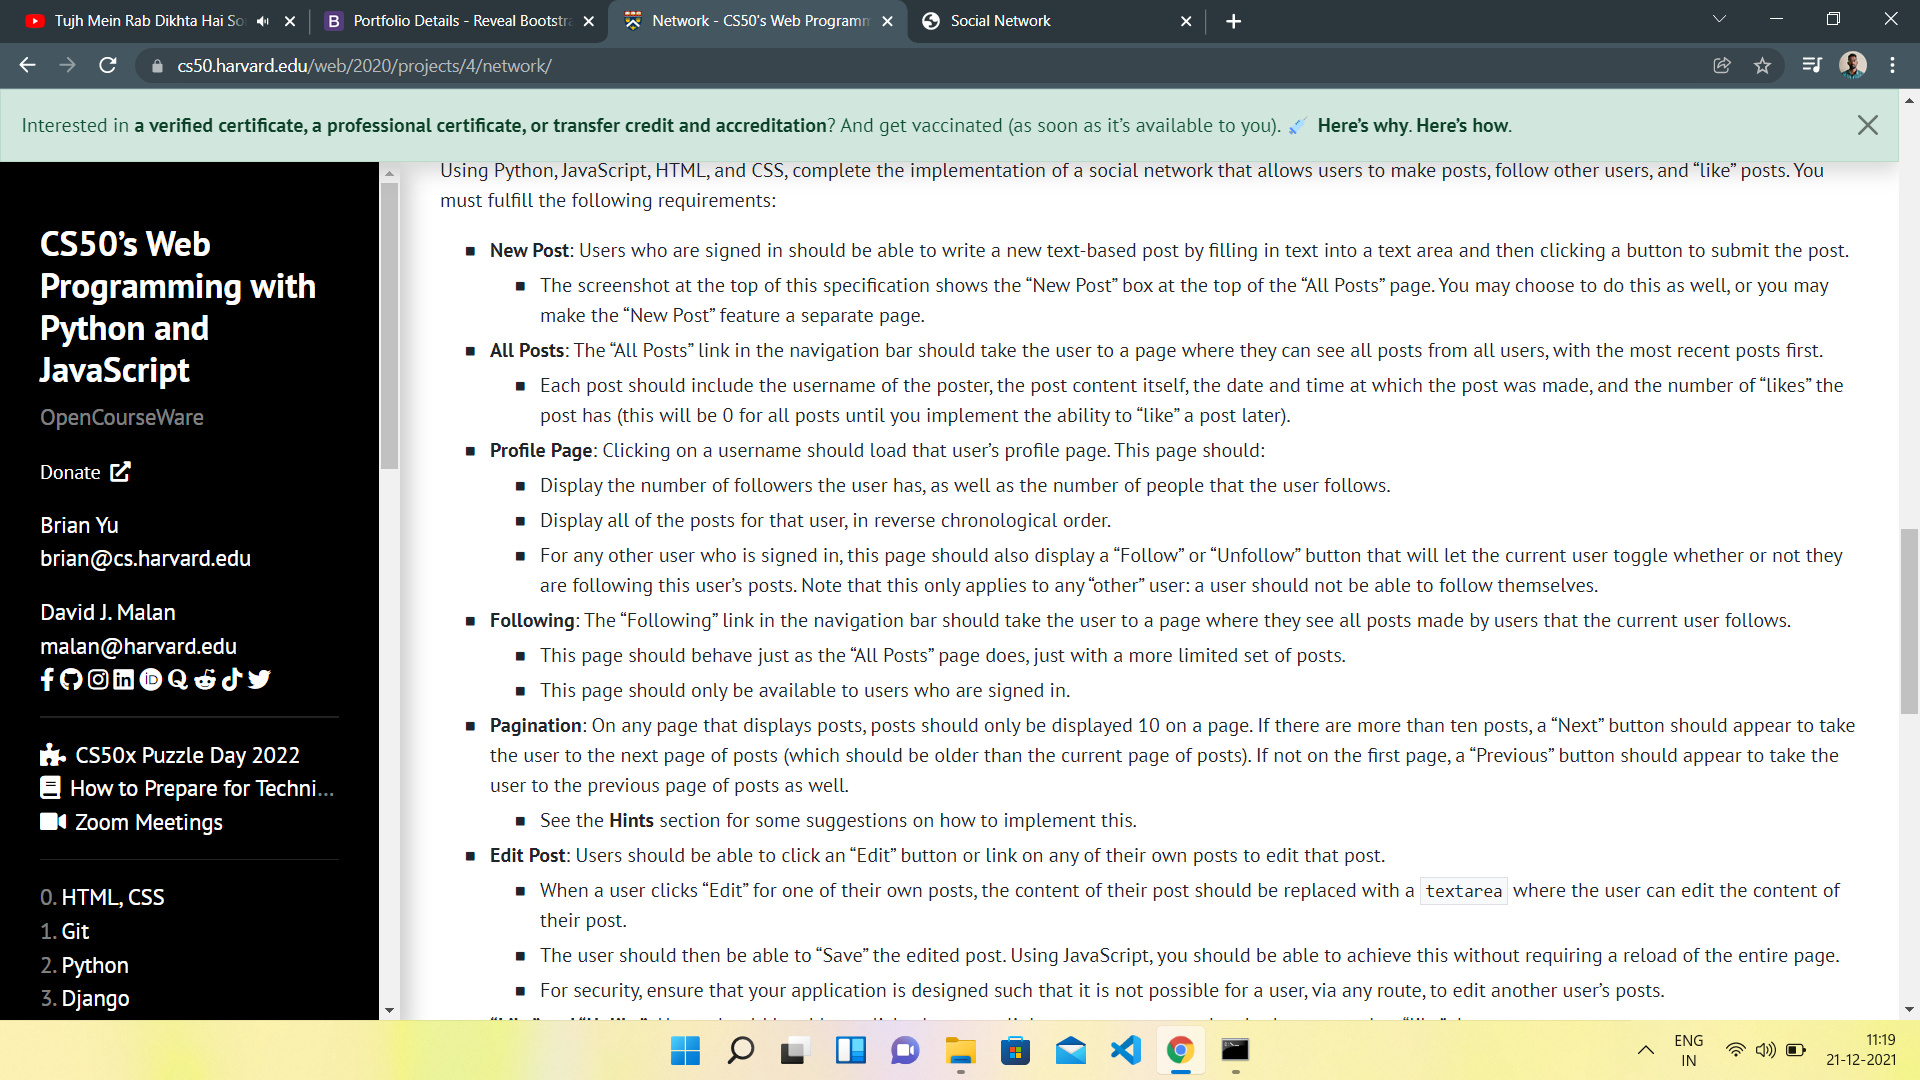 Tujh Mein Rab Dikhta Hai So
Portfolio Details - Reveal Bootstra
Network - CS50's Web Programm
Social Network
cs50.harvard.edu/web/2020/projects/4/network/
Interested in a verified certificate, a professional certificate, or transfer credit and accreditation? And get vaccinated (as soon as it’s available to you). Here’s why. Here’s how.
CS50’s Web
Programming with
Python and
JavaScript
OpenCourseWare
Donate
Brian Yu
brian@cs.harvard.edu
David J. Malan
malan@harvard.edu
CS50x Puzzle Day 2022
How to Prepare for Techni...
Zoom Meetings
0. HTML, CSS
1. Git
2. Python
3. Django
Using Python, JavaScript, HTML, and CSS, complete the implementation of a social network that allows users to make posts, follow other users, and “like” posts. You
must fulfill the following requirements:
New Post: Users who are signed in should be able to write a new text-based post by filling in text into a text area and then clicking a button to submit the post.
The screenshot at the top of this specification shows the “New Post” box at the top of the “All Posts” page. You may choose to do this as well, or you may
make the “New Post” feature a separate page.
All Posts: The “All Posts” link in the navigation bar should take the user to a page where they can see all posts from all users, with the most recent posts first.
Each post should include the username of the poster, the post content itself, the date and time at which the post was made, and the number of “likes” the
post has (this will be 0 for all posts until you implement the ability to “like” a post later).
Profile Page: Clicking on a username should load that user’s profile page. This page should:
Display the number of followers the user has, as well as the number of people that the user follows.
Display all of the posts for that user, in reverse chronological order.
For any other user who is signed in, this page should also display a “Follow” or “Unfollow” button that will let the current user toggle whether or not they
are following this user’s posts. Note that this only applies to any “other” user: a user should not be able to follow themselves.
Following: The “Following” link in the navigation bar should take the user to a page where they see all posts made by users that the current user follows.
This page should behave just as the “All Posts” page does, just with a more limited set of posts.
This page should only be available to users who are signed in.
Pagination: On any page that displays posts, posts should only be displayed 10 on a page. If there are more than ten posts, a “Next” button should appear to take
the user to the next page of posts (which should be older than the current page of posts). If not on the first page, a “Previous” button should appear to take the
user to the previous page of posts as well.
See the Hints section for some suggestions on how to implement this.
Edit Post: Users should be able to click an “Edit” button or link on any of their own posts to edit that post.
When a user clicks “Edit” for one of their own posts, the content of their post should be replaced with a textarea where the user can edit the content of
their post.
The user should then be able to “Save” the edited post. Using JavaScript, you should be able to achieve this without requiring a reload of the entire page.
For security, ensure that your application is designed such that it is not possible for a user, via any route, to edit another user’s posts.
ENG
IN
11:19
21-12-2021